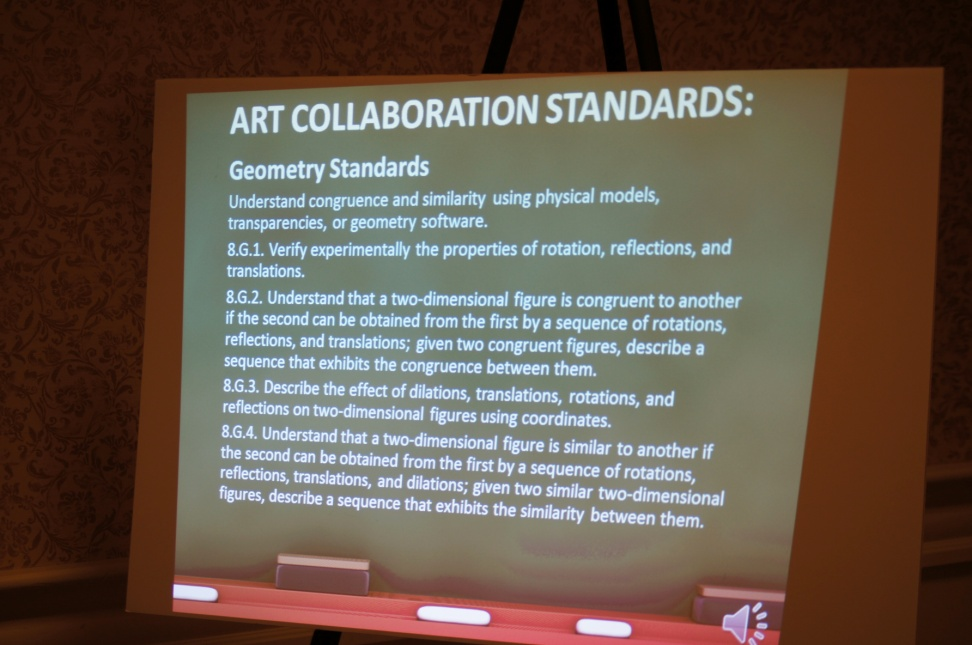 ART COLLABORATION STANDARDS:
Geometry Standards
Understand congruence and similarity using physical models,
transparencies, or geometry software.
8.G.1. Verify experimentally the properties of rotation, reflections, and
translations.
8.G.2. Understand that a two-dimensional figure is congruent to another
if the second can be obtained from the first by a sequence of rotations,
reflections, and translations; given two congruent figures, describe a
sequence that exhibits the congruence between them.
8.G.3. Describe the effect of dilations, translations, rotations, and
reflections on two-dimensional figures using coordinates.
8.G.4. Understand that a two-dimensional figure is similar to another if
the second can be obtained from the first by a sequence of rotations,
reflections, translations, and dilations; given two similar two-dimensional
figures, describe a sequence that exhibits the similarity between them.